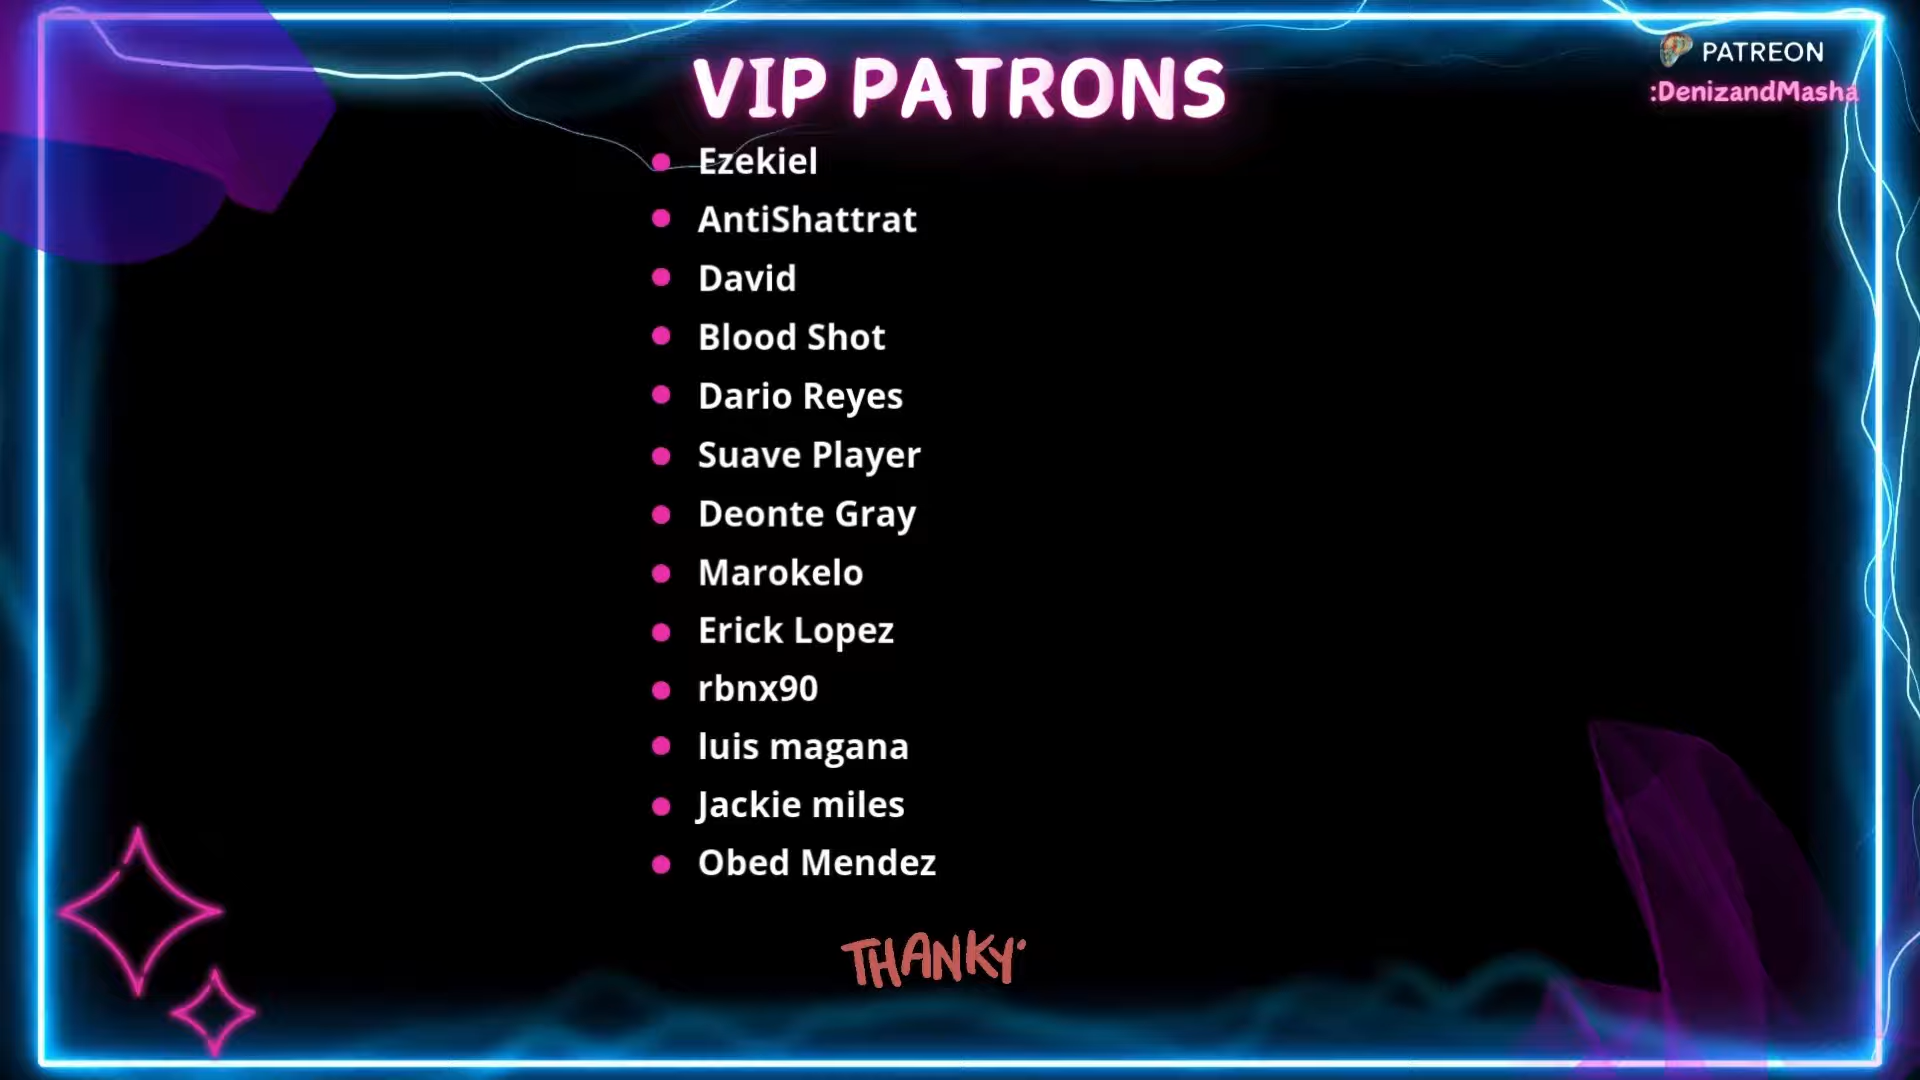 VIP PATRONS
PATREON
:DenizandMasha
Ezekiel
AntiShattrat
David
Blood Shot
Dario Reyes
Suave Player
Deonte Gray
Marokelo
Erick Lopez
rbnx90
luis magana
Jackie miles
Obed Mendez
THANKY